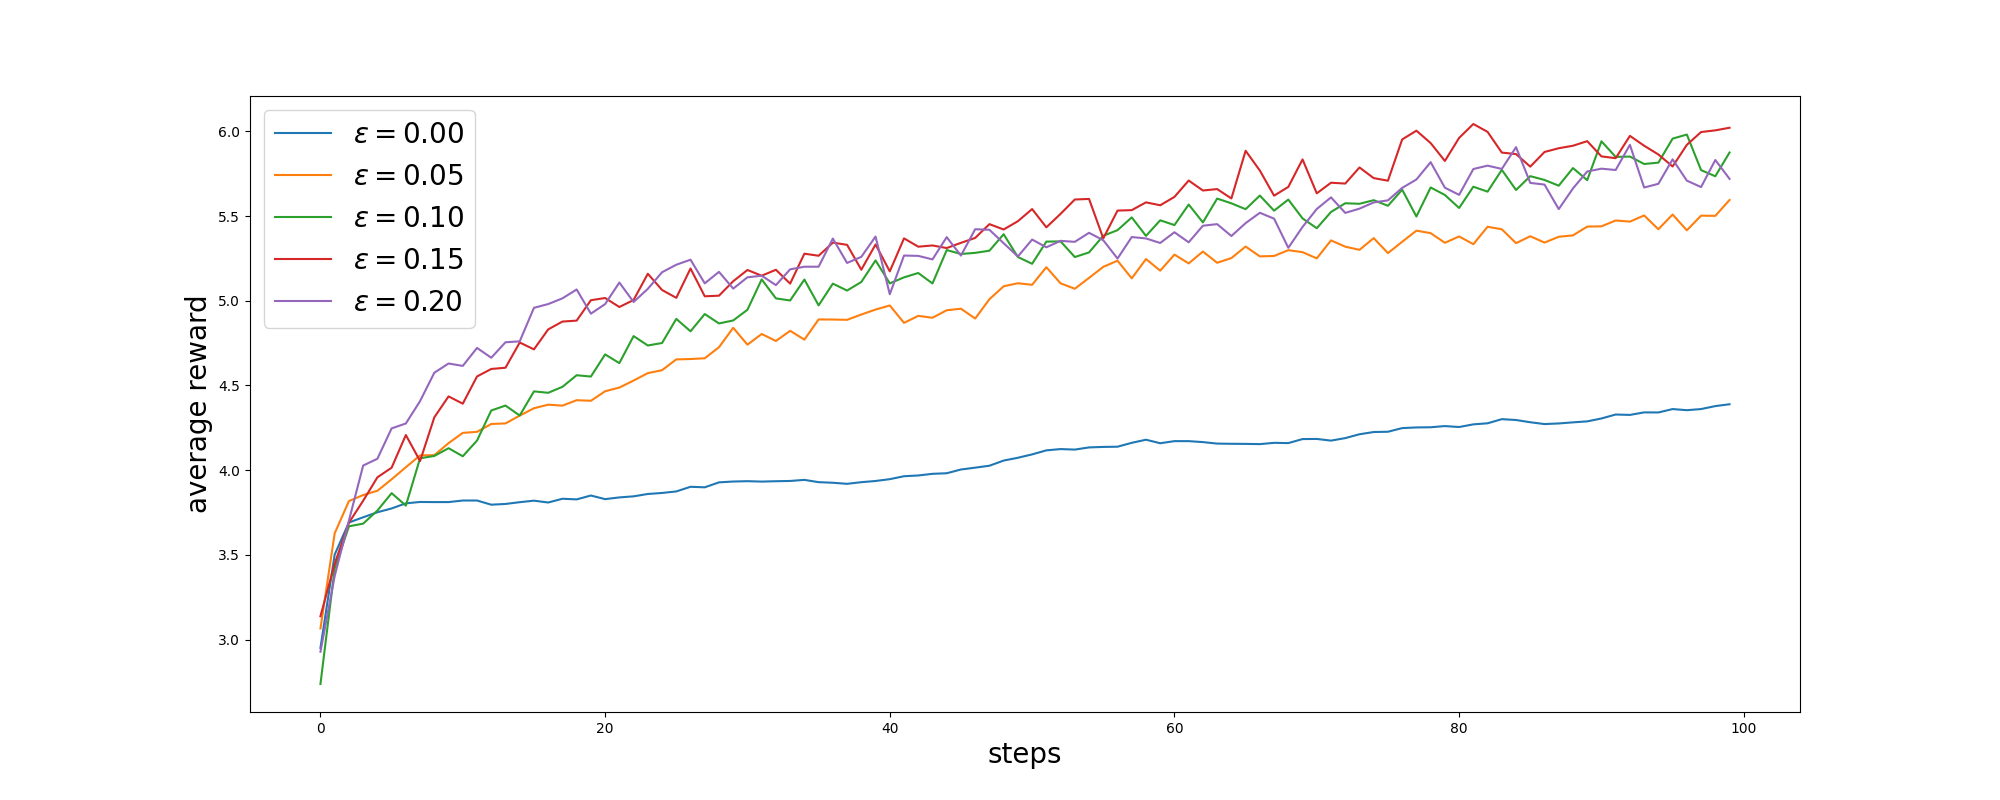 ε = 0.00
ε = 0.05
ε = 0.10
ε = 0.15
ε = 0.20
average reward
6.0
5.5
5.0
4.5
4.0
3.5
3.0
0 20 40 60 80 100
steps